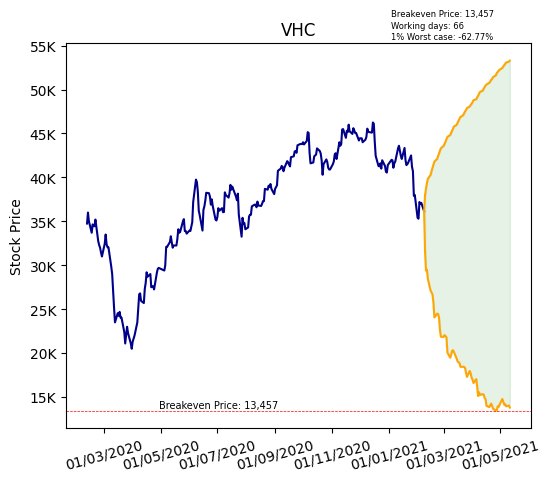 Breakeven Price: 13,457
Working days: 66
1% Worst case: -62.77%
VHC
Stock Price
55K
50K
45K
40K
35K
30K
25K
20K
15K
Breakeven Price: 13,457
01/03/2020
01/05/2020
01/07/2020
01/09/2020
01/11/2020
01/01/2021
01/03/2021
01/05/2021